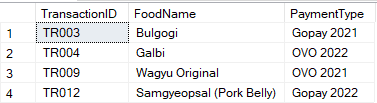 TransactionID FoodName PaymentType
1 TR003 Bulgogi Gopay 2021
2 TR004 Galbi OVO 2022
3 TR009 Wagyu Original OVO 2021
4 TR012 Samgyeopsal (Pork Belly) Gopay 2022